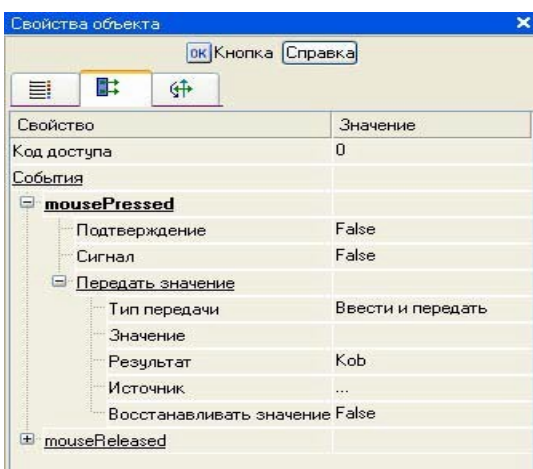 Свойства объекта
ок Кнопка Справка
Свойство Значение
Код доступа 0
События
mousePressed
Подтверждение False
Сигнал False
Передать значение
Тип передачи Ввести и передать
Значение
Результат Kob
Источник ...
Восстанавливать значение False
mouseReleased